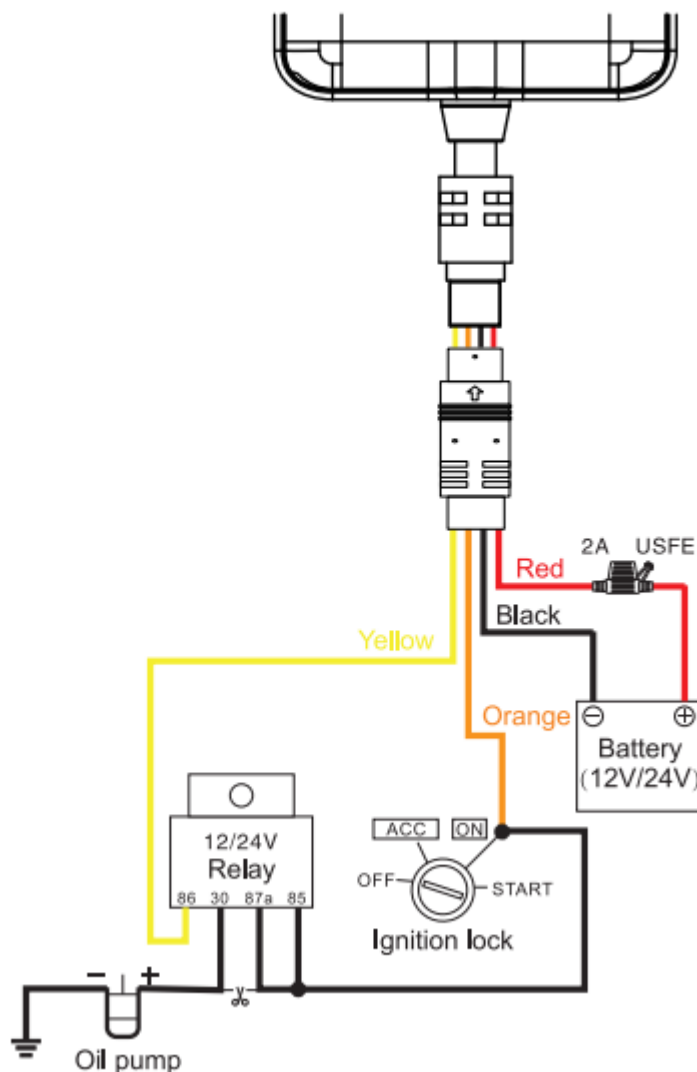 2A USFE
Red
Black
Yellow
Orange
Battery
(12V/24V)
12/24V
Relay
86 30 87a 85
ACC ON
OFF START
Ignition lock
- +
Oil pump